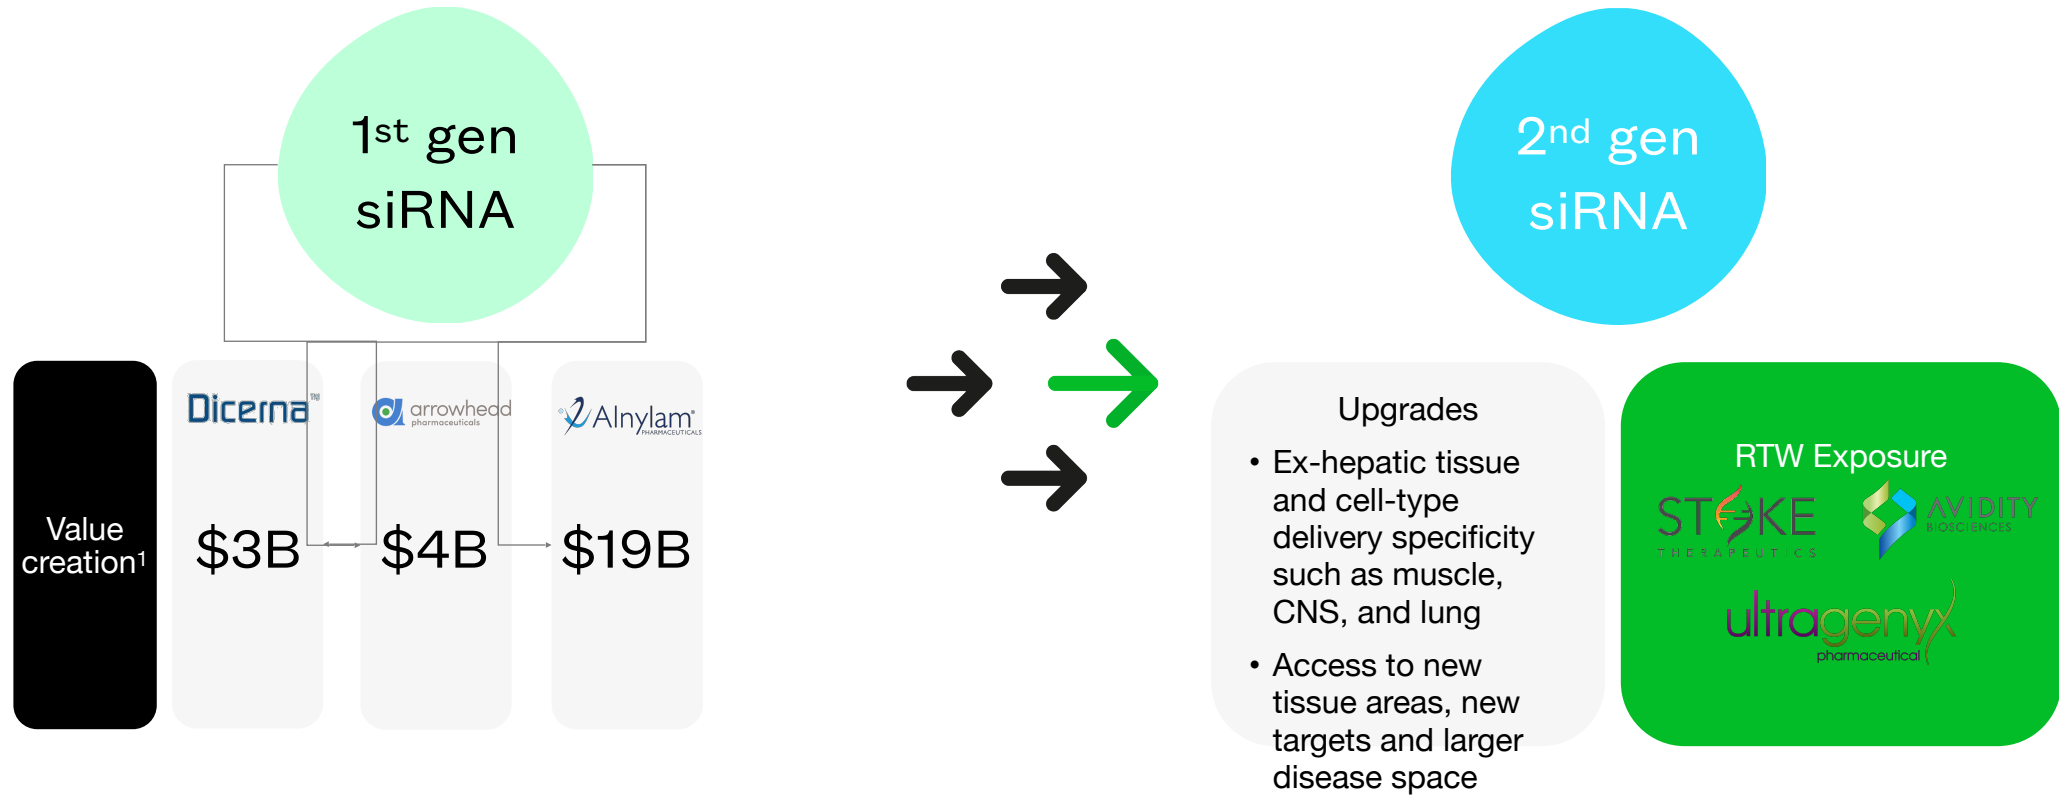 1st gen
siRNA
2nd gen
siRNA
Value
creation1
Dicerna™
$3B
arrowhead
pharmaceuticals
$4B
Alnylam®
PHARMACEUTICALS
$19B
Upgrades
• Ex-hepatic tissue
and cell-type
delivery specificity
such as muscle,
CNS, and lung
• Access to new
tissue areas, new
targets and larger
disease space
RTW Exposure
STOKE
THERAPEUTICS
AVIDITY
BIOSCIENCES
ultragenyx
pharmaceutical